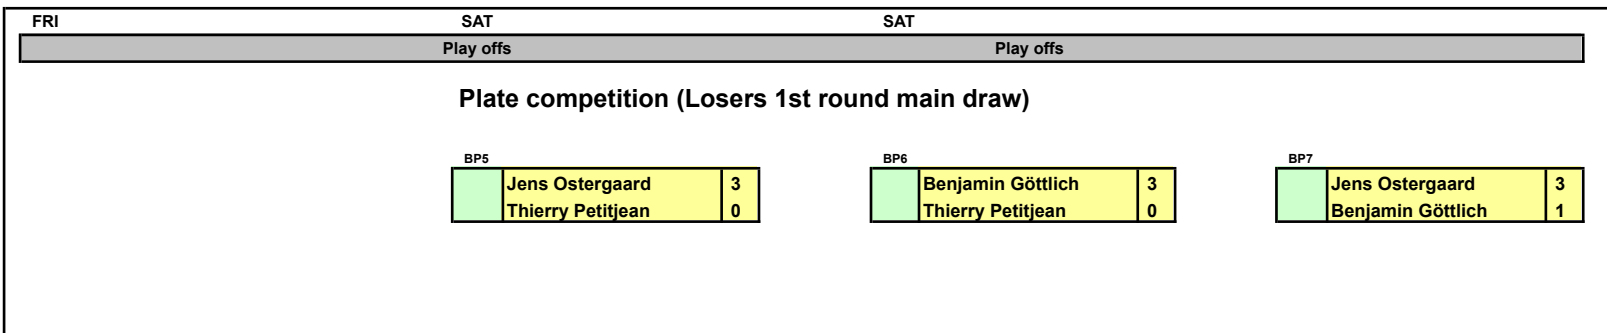 FRI SAT SAT
Play offs Play offs
Plate competition (Losers 1st round main draw)
BP5 BP6 BP7
Jens Ostergaard 3 Benjamin Göttlich 3 Jens Ostergaard 3
Thierry Petitjean 0 Thierry Petitjean 0 Benjamin Göttlich 1